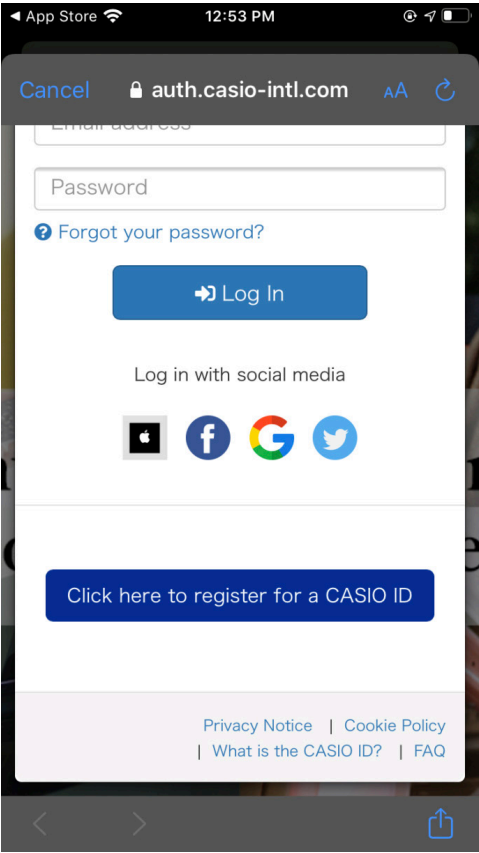 App Store
12:53 PM
Cancel
auth.casio-intl.com
AA
Email address
Password
Forgot your password?
Log In
Log in with social media
Click here to register for a CASIO ID
Privacy Notice | Cookie Policy
| What is the CASIO ID? | FAQ